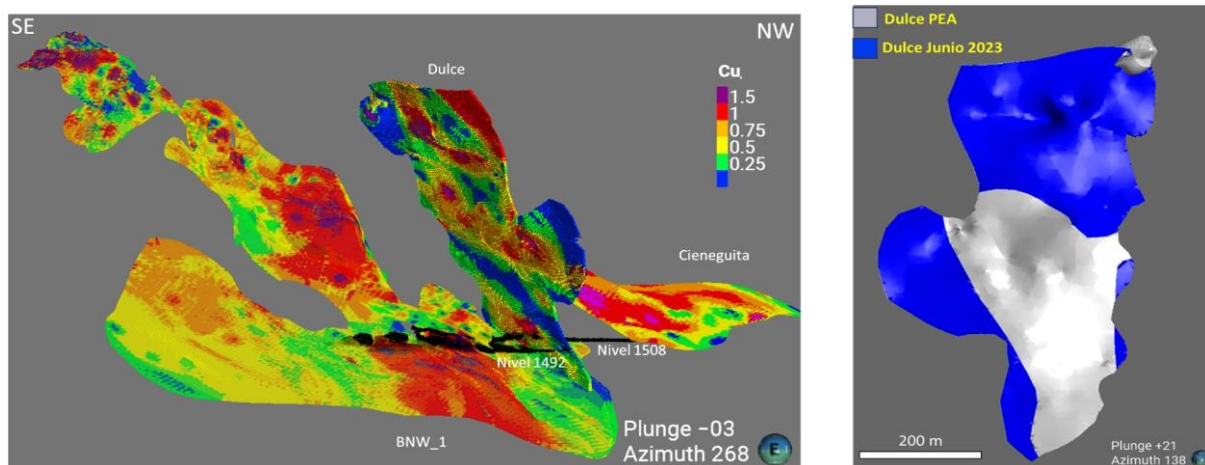 SE
NW
Dulce
Cu
1.5
1
0.75
0.5
0.25
Cieneguita
Nivel 1508
Nivel 1492
BNW_1
Plunge −03
Azimuth 268
E
Dulce PEA
Dulce Junio 2023
200 m
Plunge +21
Azimuth 138